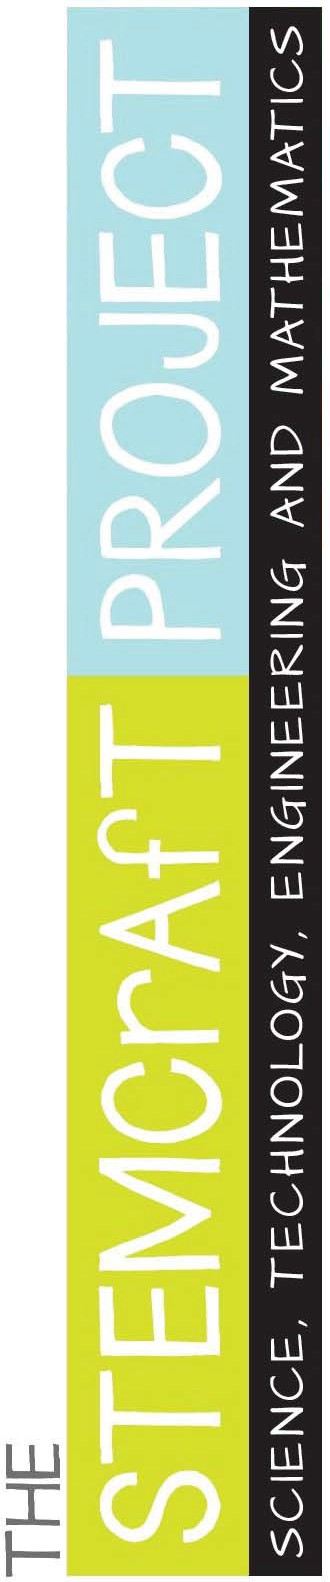 THE
STEMCrAfT PROJECT
SCIENCE, TECHNOLOGY, ENGINEERING AND MATHEMATICS